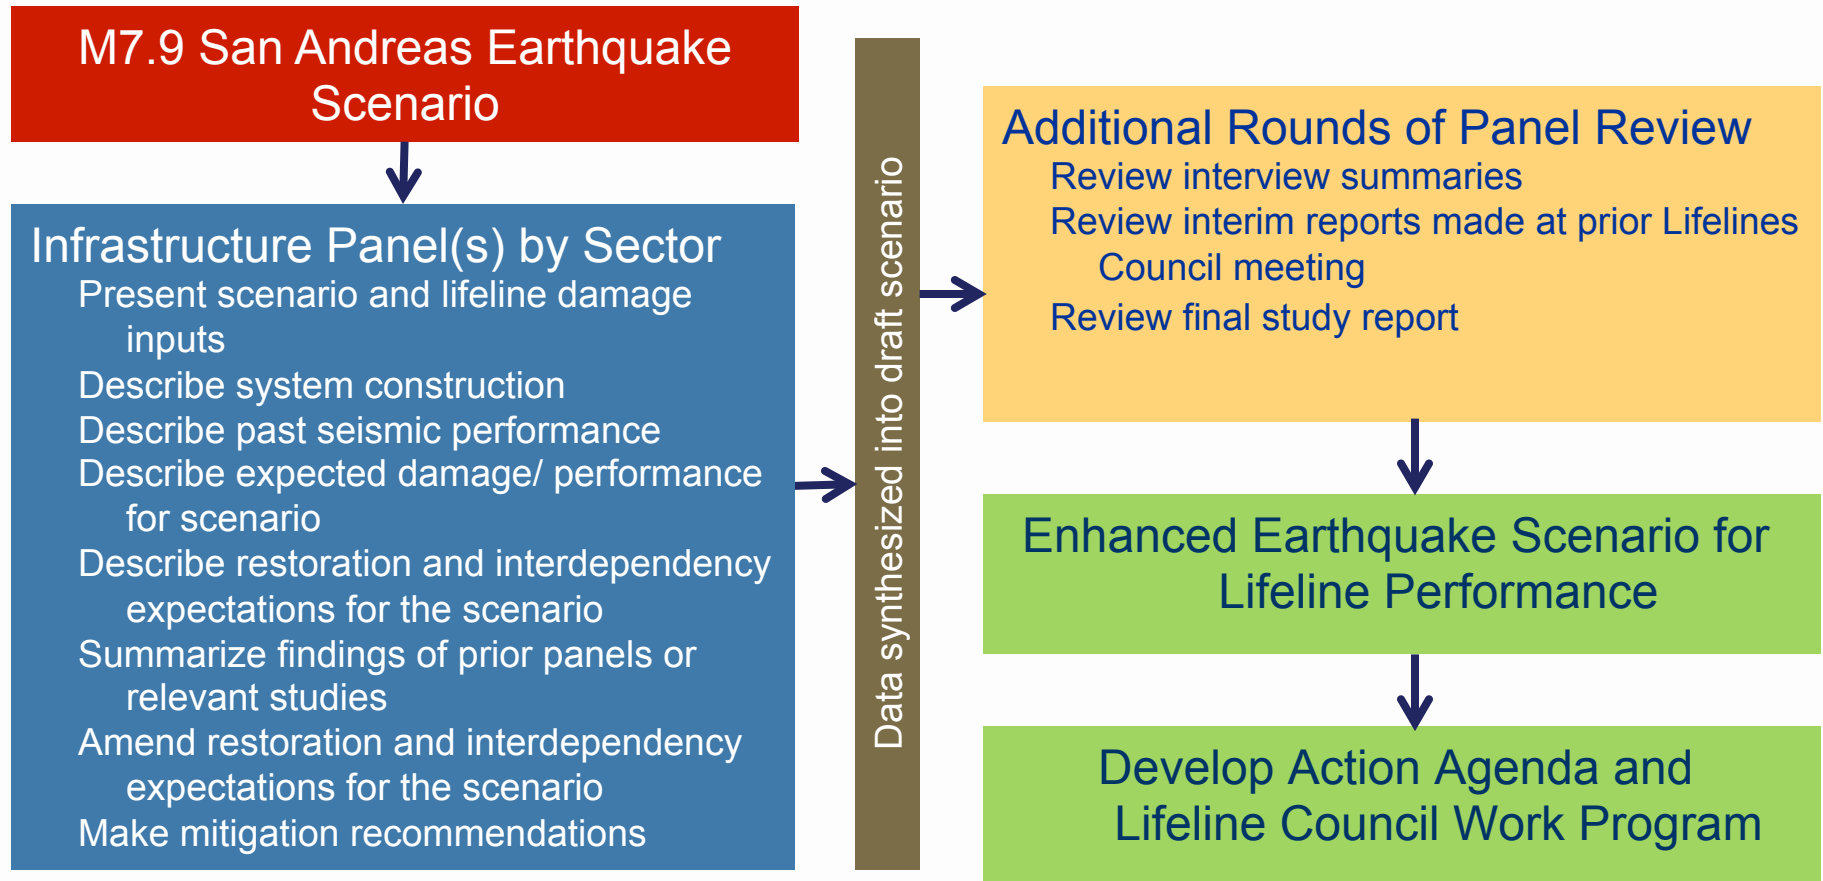 M7.9 San Andreas Earthquake
Scenario
Infrastructure Panel(s) by Sector
Present scenario and lifeline damage
inputs
Describe system construction
Describe past seismic performance
Describe expected damage/ performance
for scenario
Describe restoration and interdependency
expectations for the scenario
Summarize findings of prior panels or
relevant studies
Amend restoration and interdependency
expectations for the scenario
Make mitigation recommendations
Data synthesized into draft scenario
Additional Rounds of Panel Review
Review interview summaries
Review interim reports made at prior Lifelines
Council meeting
Review final study report
Enhanced Earthquake Scenario for
Lifeline Performance
Develop Action Agenda and
Lifeline Council Work Program